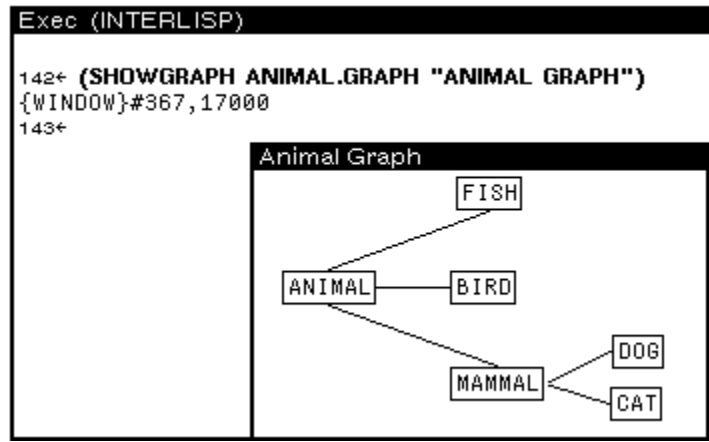 Exec (INTERLISP)
142← (SHOWGRAPH ANIMAL.GRAPH "ANIMAL GRAPH")
{WINDOW}#367,17000
143←
Animal Graph
FISH
ANIMAL
BIRD
DOG
MAMMAL
CAT